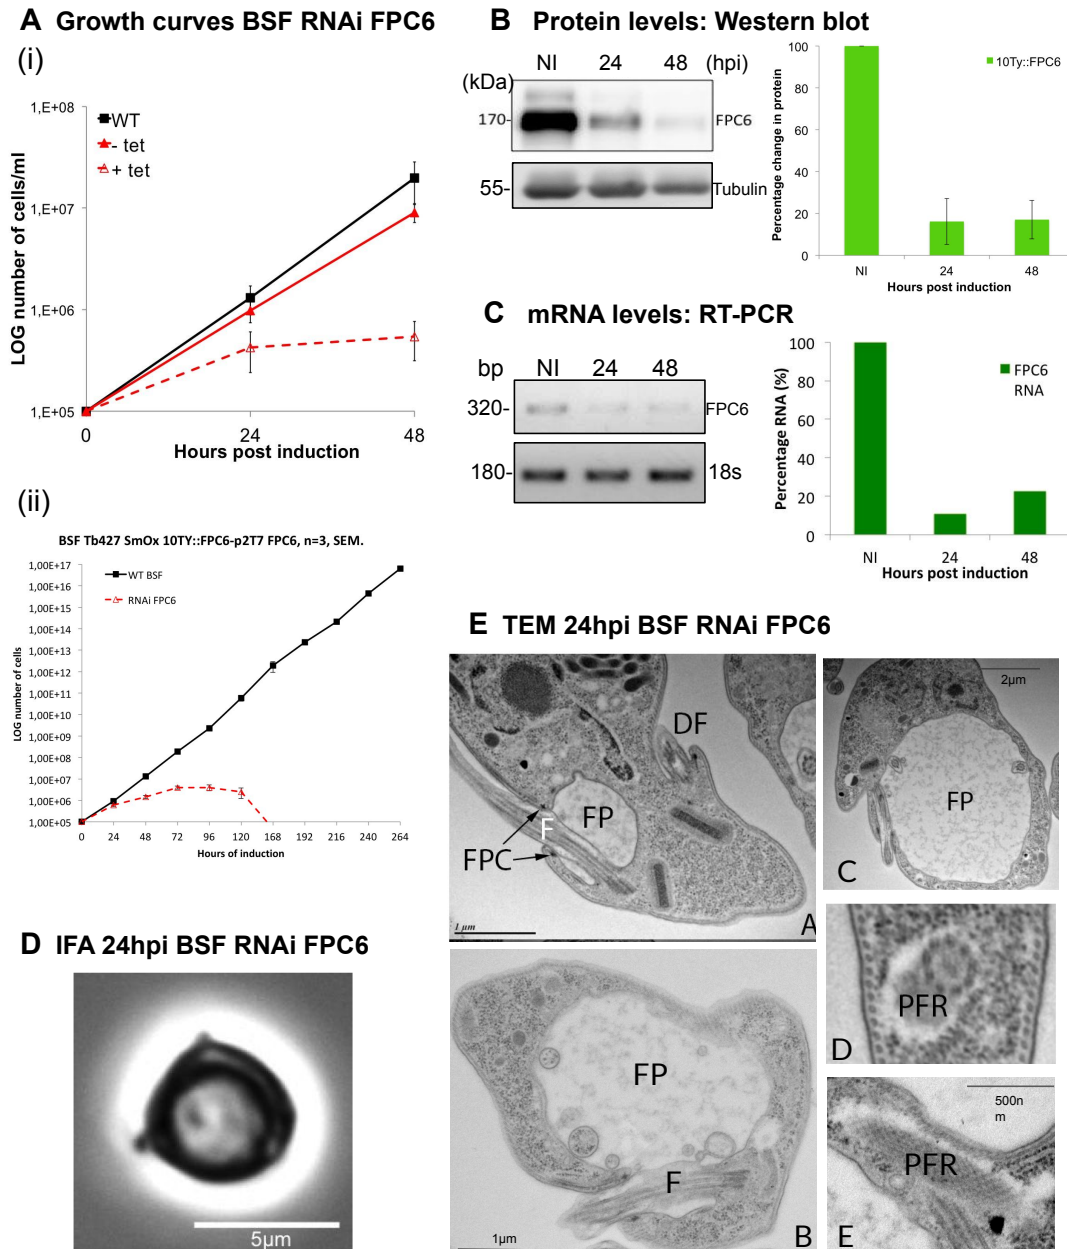 A Growth curves BSF RNAi FPC6
(i)
1,E+08
1,E+07
1,E+06
1,E+05
LOG number of cells/ml
WT
- tet
+ tet
0 24 48
Hours post induction
(ii)
BSF Tb427 SmOx 10TY::FPC6-p2T7 FPC6, n=3, SEM.
1,00E+17
1,00E+16
1,00E+15
1,00E+14
1,00E+13
1,00E+12
1,00E+11
1,00E+10
1,00E+09
1,00E+08
1,00E+07
1,00E+06
1,00E+05
LOG number of cells
WT BSF
RNAi FPC6
0 24 48 72 96 120 168 192 216 240 264
Hours of induction
B Protein levels: Western blot
NI 24 48 (hpi)
(kDa)
170- FPC6
55- Tubulin
100
80
60
40
20
0
Percentage change in protein
10Ty::FPC6
NI 24 48
Hours post induction
C mRNA levels: RT-PCR
bp NI 24 48
320- FPC6
180- 18s
100
80
60
40
20
0
Percentage RNA (%)
FPC6
RNA
NI 24 48
Hours post induction
D IFA 24hpi BSF RNAi FPC6
5µm
E TEM 24hpi BSF RNAi FPC6
DF
FP
F
FPC
1 µm
A
2µm
FP
C
PFR
D
FP
F
1µm
B
500n
m
PFR
E